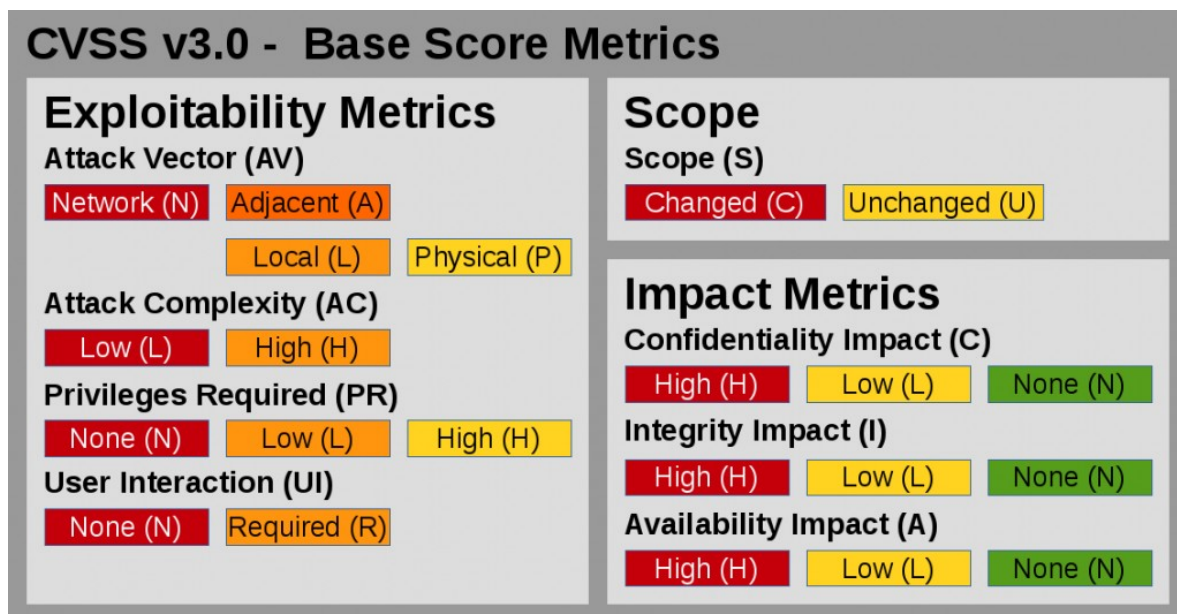 CVSS v3.0 - Base Score Metrics
Exploitability Metrics
Attack Vector (AV)
Network (N) Adjacent (A)
Local (L) Physical (P)
Attack Complexity (AC)
Low (L) High (H)
Privileges Required (PR)
None (N) Low (L) High (H)
User Interaction (UI)
None (N) Required (R)
Scope
Scope (S)
Changed (C) Unchanged (U)
Impact Metrics
Confidentiality Impact (C)
High (H) Low (L) None (N)
Integrity Impact (I)
High (H) Low (L) None (N)
Availability Impact (A)
High (H) Low (L) None (N)